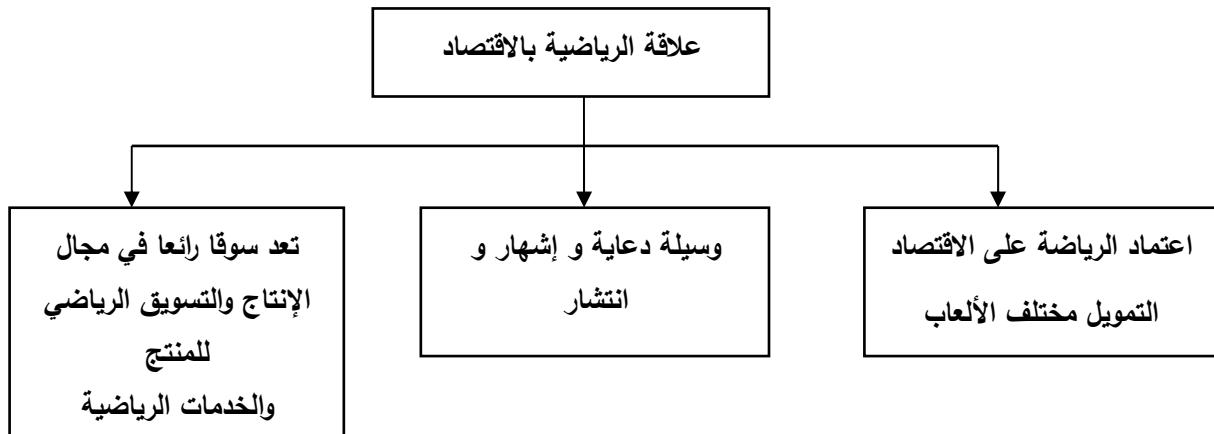 علاقة الرياضية بالاقتصاد
اعتماد الرياضة على الاقتصاد
التمويل مختلف الألعاب
وسيلة دعاية و إشهار و
انتشار
تعد سوقا رائعا في مجال
الإنتاج والتسويق الرياضي
للمنتج
والخدمات الرياضية